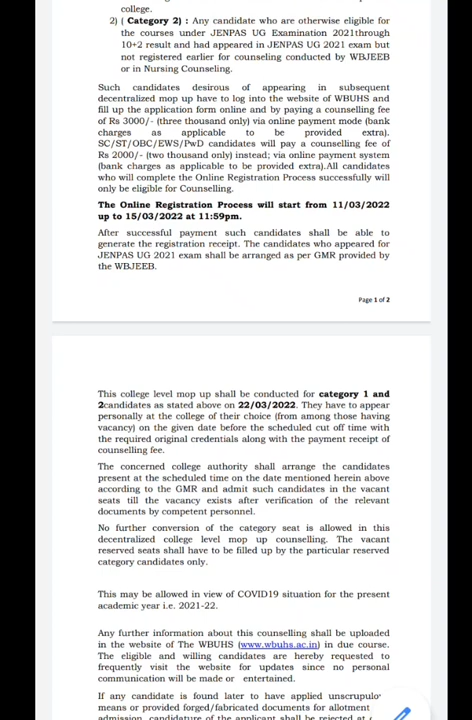 college.
2) ( Category 2) : Any candidate who are otherwise eligible for
the courses under JENPAS UG Examination 2021through
10+2 result and had appeared in JENPAS UG 2021 exam but
not registered earlier for counseling conducted by WBJEEB
or in Nursing Counseling.
Such candidates desirous of appearing in subsequent
decentralized mop up have to log into the website of WBUHS and
fill up the application form online and by paying a counselling fee
of Rs 3000/- (three thousand only) via online payment mode (bank
charges as applicable to be provided extra).
SC/ST/OBC/EWS/PwD candidates will pay a counselling fee of
Rs 2000/- (two thousand only) instead; via online payment system
(bank charges as applicable to be provided extra).All candidates
who will complete the Online Registration Process successfully will
only be eligible for Counselling.
The Online Registration Process will start from 11/03/2022
up to 15/03/2022 at 11:59pm.
After successful payment such candidates shall be able to
generate the registration receipt. The candidates who appeared for
JENPAS UG 2021 exam shall be arranged as per GMR provided by
the WBJEEB.
Page 1 of 2
This college level mop up shall be conducted for category 1 and
2candidates as stated above on 22/03/2022. They have to appear
personally at the college of their choice (from among those having
vacancy) on the given date before the scheduled cut off time with
the required original credentials along with the payment receipt of
counselling fee.
The concerned college authority shall arrange the candidates
present at the scheduled time on the date mentioned herein above
according to the GMR and admit such candidates in the vacant
seats till the vacancy exists after verification of the relevant
documents by competent personnel.
No further conversion of the category seat is allowed in this
decentralized college level mop up counselling. The vacant
reserved seats shall have to be filled up by the particular reserved
category candidates only.
This may be allowed in view of COVID19 situation for the present
academic year i.e. 2021-22.
Any further information about this counselling shall be uploaded
in the website of The WBUHS (www.wbuhs.ac.in) in due course.
The eligible and willing candidates are hereby requested to
frequently visit the website for updates since no personal
communication will be made or entertained.
If any candidate is found later to have applied unscrupulo
means or provided forged/fabricated documents for allotment
admission, candidature of the applicant shall be rejected at